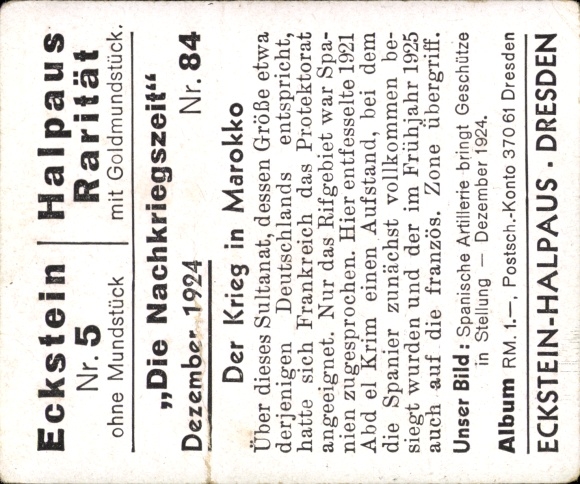 Eckstein
Nr. 5
ohne Mundstück
Halpaus
Rarität
mit Goldmundstück.
„Die Nachkriegszeit“
Dezember 1924 Nr. 84
Der Krieg in Marokko
Über dieses Sultanat, dessen Größe etwa
derjenigen Deutschlands entspricht,
hatte sich Frankreich das Protektorat
angeeignet. Nur das Rifgebiet war Spa-
nien zugesprochen. Hier entfesselte 1921
Abd el Krim einen Aufstand, bei dem
die Spanier zunächst vollkommen be-
siegt wurden und der im Frühjahr 1925
auch auf die französ. Zone übergriff.
Unser Bild: Spanische Artillerie bringt Geschütze
in Stellung — Dezember 1924.
Album RM. 1.—, Postsch.-Konto 370 61 Dresden
ECKSTEIN-HALPAUS · DRESDEN